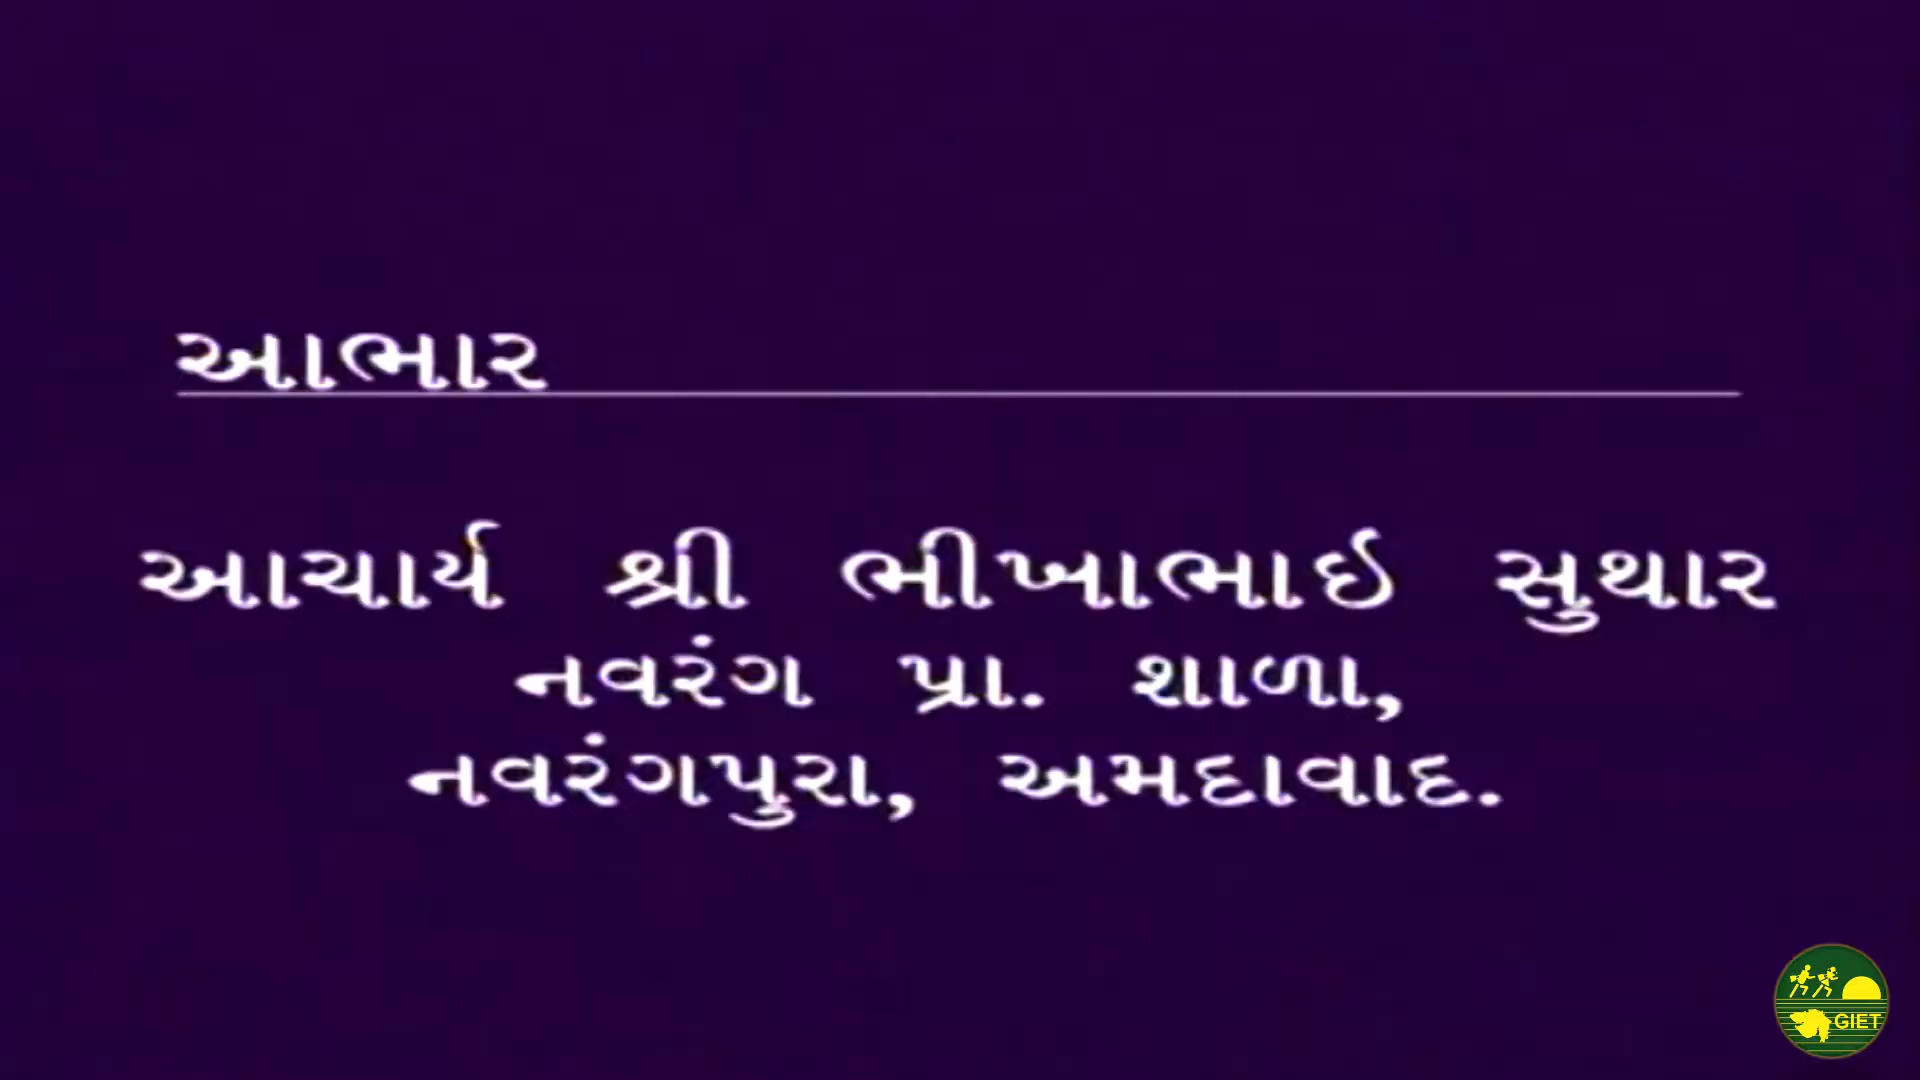 આભાર
આચાર્ય શ્રી ભીખાભાઇ સુથાર
નવરંગ પ્રા. શાળા,
નવરંગપુરા, અમદાવાદ.
GIET